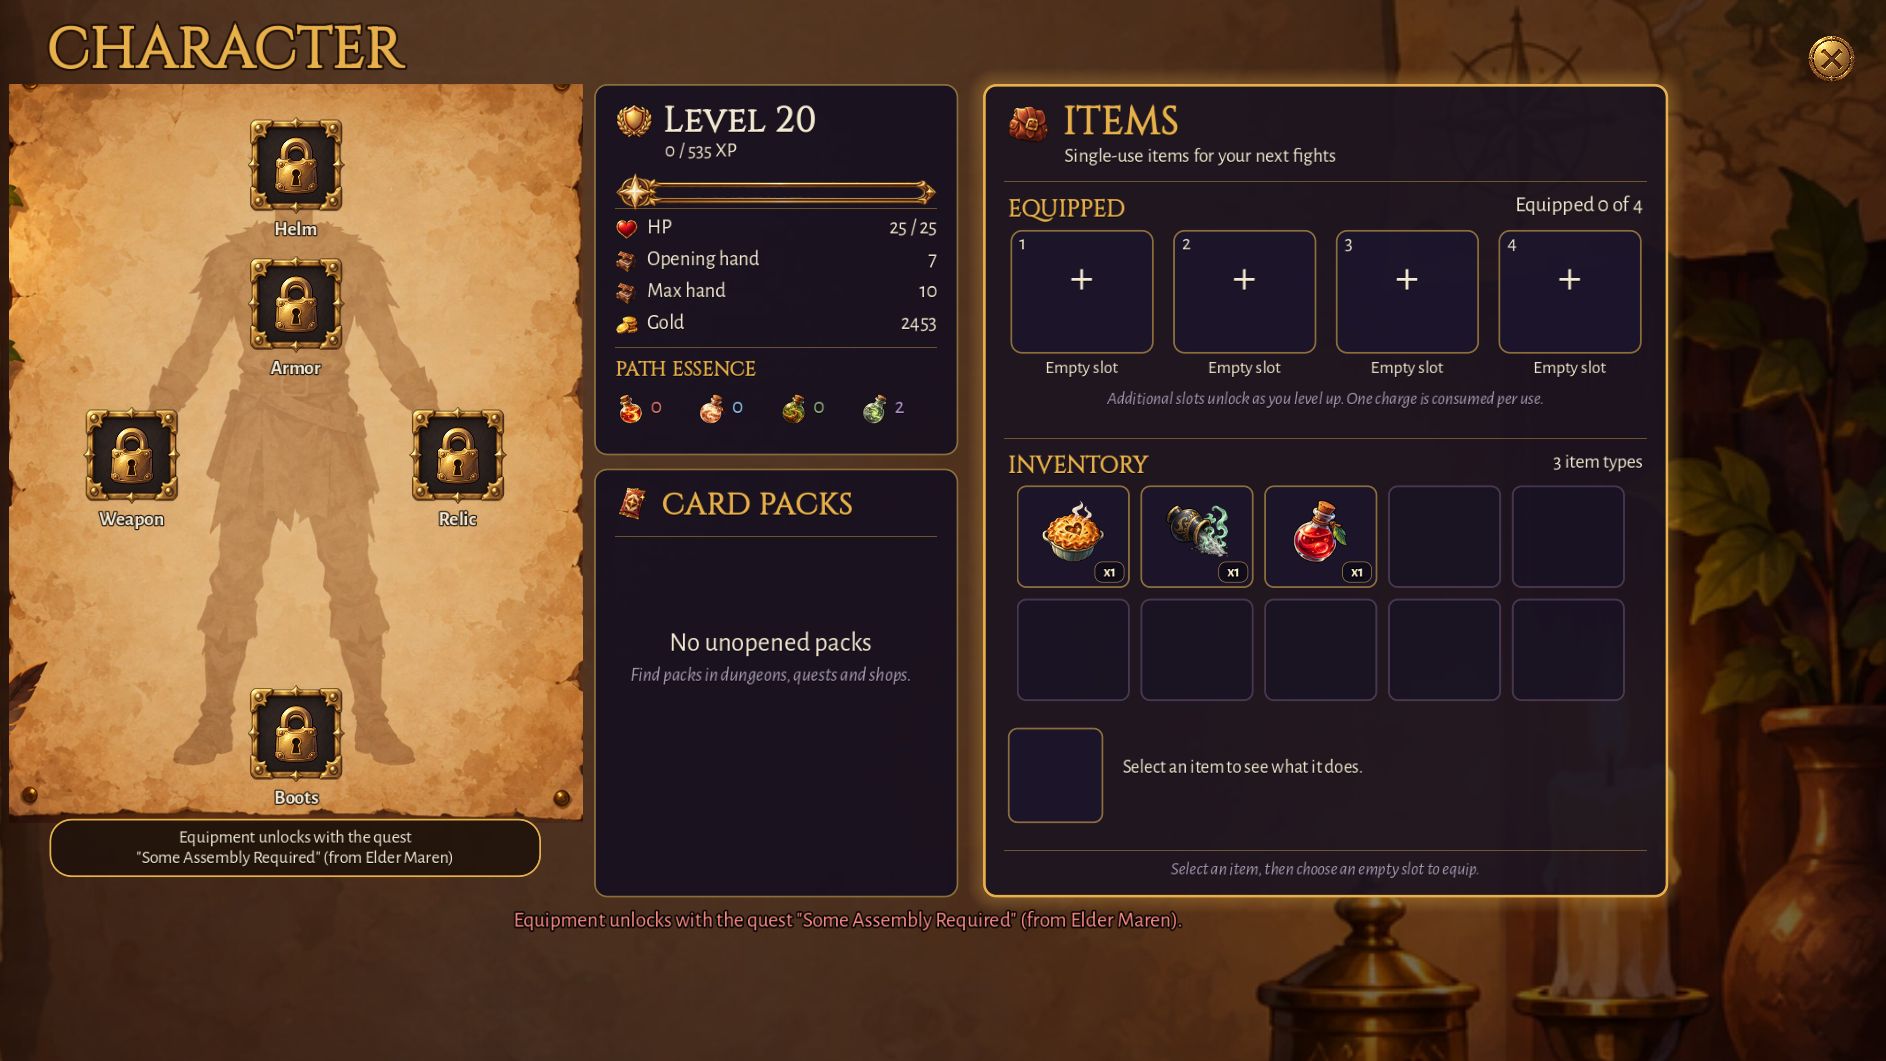 CHARACTER
Helm
Armor
Weapon
Relic
Boots
Equipment unlocks with the quest
"Some Assembly Required" (from Elder Maren)
LEVEL 20
0 / 535 XP
HP 25 / 25
Opening hand 7
Max hand 10
Gold 2453
PATH ESSENCE
0 0 0 2
CARD PACKS
No unopened packs
Find packs in dungeons, quests and shops.
ITEMS
Single-use items for your next fights
EQUIPPED Equipped 0 of 4
1 2 3 4
+ + + +
Empty slot Empty slot Empty slot Empty slot
Additional slots unlock as you level up. One charge is consumed per use.
INVENTORY 3 item types
x1 x1 x1
Select an item to see what it does.
Select an item, then choose an empty slot to equip.
Equipment unlocks with the quest "Some Assembly Required" (from Elder Maren).